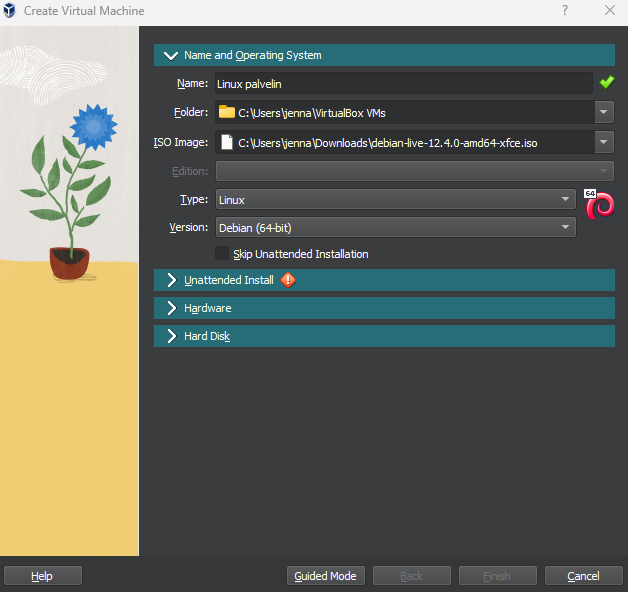 Create Virtual Machine
?
Name and Operating System
Name: Linux palvelin
Folder: C:\Users\jenna\VirtualBox VMs
ISO Image: C:\Users\jenna\Downloads\debian-live-12.4.0-amd64-xfce.iso
Edition:
Type: Linux
64
Version: Debian (64-bit)
Skip Unattended Installation
Unattended Install
Hardware
Hard Disk
Help Guided Mode Back Finish Cancel